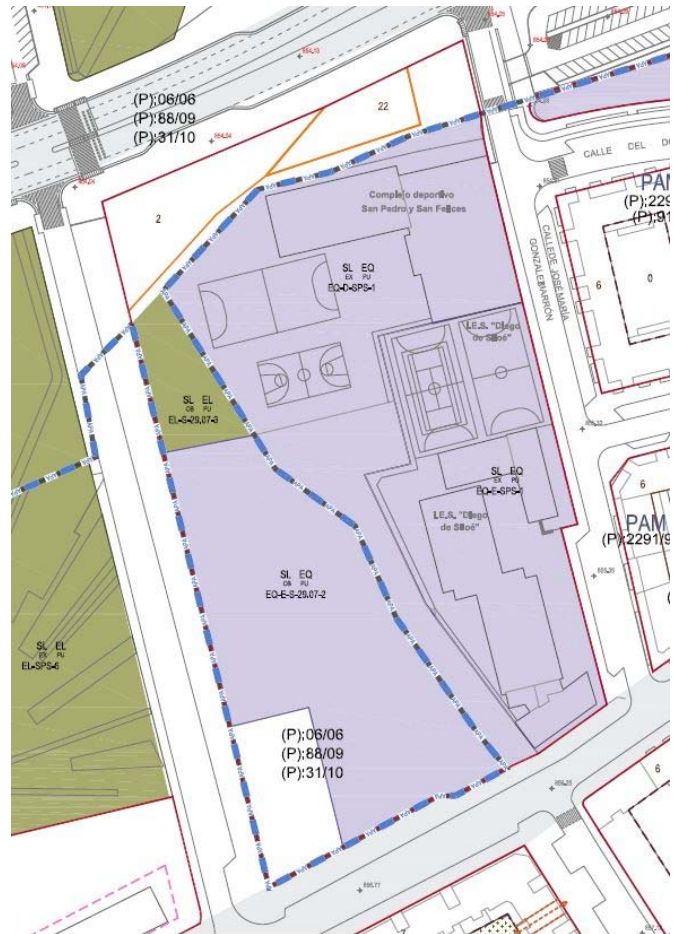 (P);06/06
(P);88/09
(P);31/10
22
2
Complejo deportivo
San Pedro y San Felices
SL EQ
EX PU
EQ-D-SPS-1
CALLE DEL
PAM
(P);229
CALLE DE JOSÉ MARÍA
GONZALEZ MARRÓN
6
0
I.E.S. "Diego
de Siloé"
SL EL
OB PU
EL-S-29.07-3
SL EQ
EX PU
EQ-E-SPS-1
I.E.S. "Diego
de Siloé"
6
PAM
(P);2291/9
SL EQ
OB PU
EQ-E-S-29.07-2
SL EL
EX PU
EL-SPS-6
(P);06/06
(P);88/09
(P);31/10
6
APA